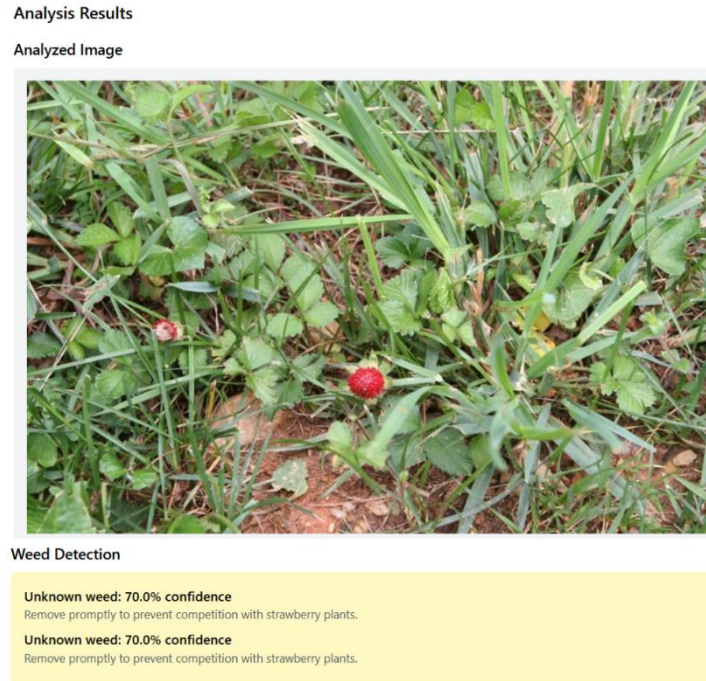 Analysis Results
Analyzed Image
Weed Detection
Unknown weed: 70.0% confidence
Remove promptly to prevent competition with strawberry plants.
Unknown weed: 70.0% confidence
Remove promptly to prevent competition with strawberry plants.